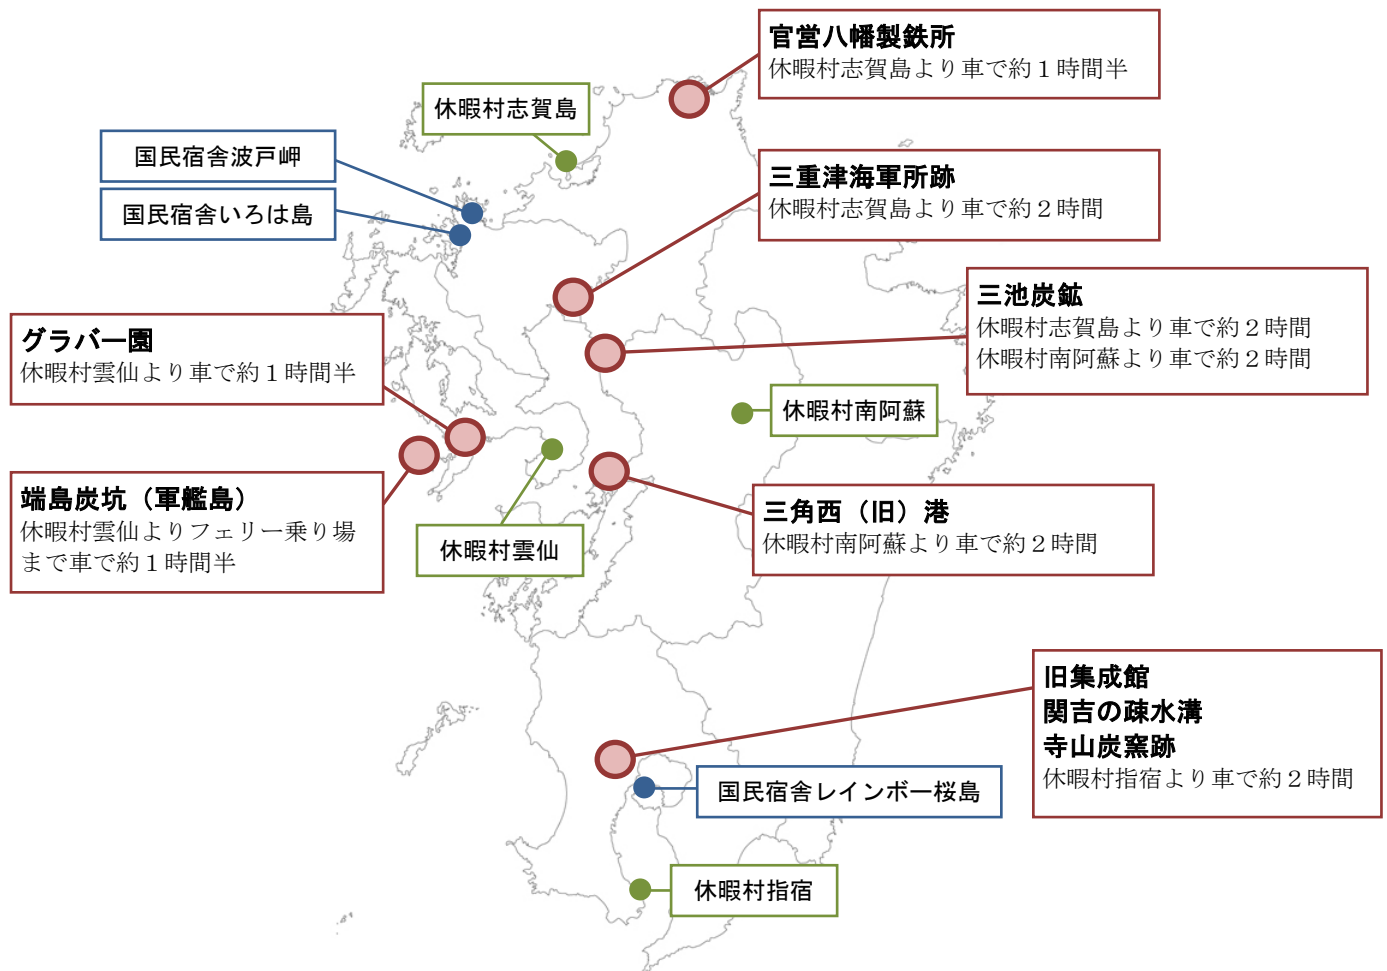 官営八幡製鉄所
休暇村志賀島より車で約１時間半
休暇村志賀島
国民宿舎波戸岬
国民宿舎いろは島
三重津海軍所跡
休暇村志賀島より車で約２時間
三池炭鉱
休暇村志賀島より車で約２時間
休暇村南阿蘇より車で約２時間
グラバー園
休暇村雲仙より車で約１時間半
休暇村南阿蘇
端島炭坑（軍艦島）
休暇村雲仙よりフェリー乗り場
まで車で約１時間半
休暇村雲仙
三角西（旧）港
休暇村南阿蘇より車で約２時間
旧集成館
関吉の疎水溝
寺山炭窯跡
休暇村指宿より車で約２時間
国民宿舎レインボー桜島
休暇村指宿